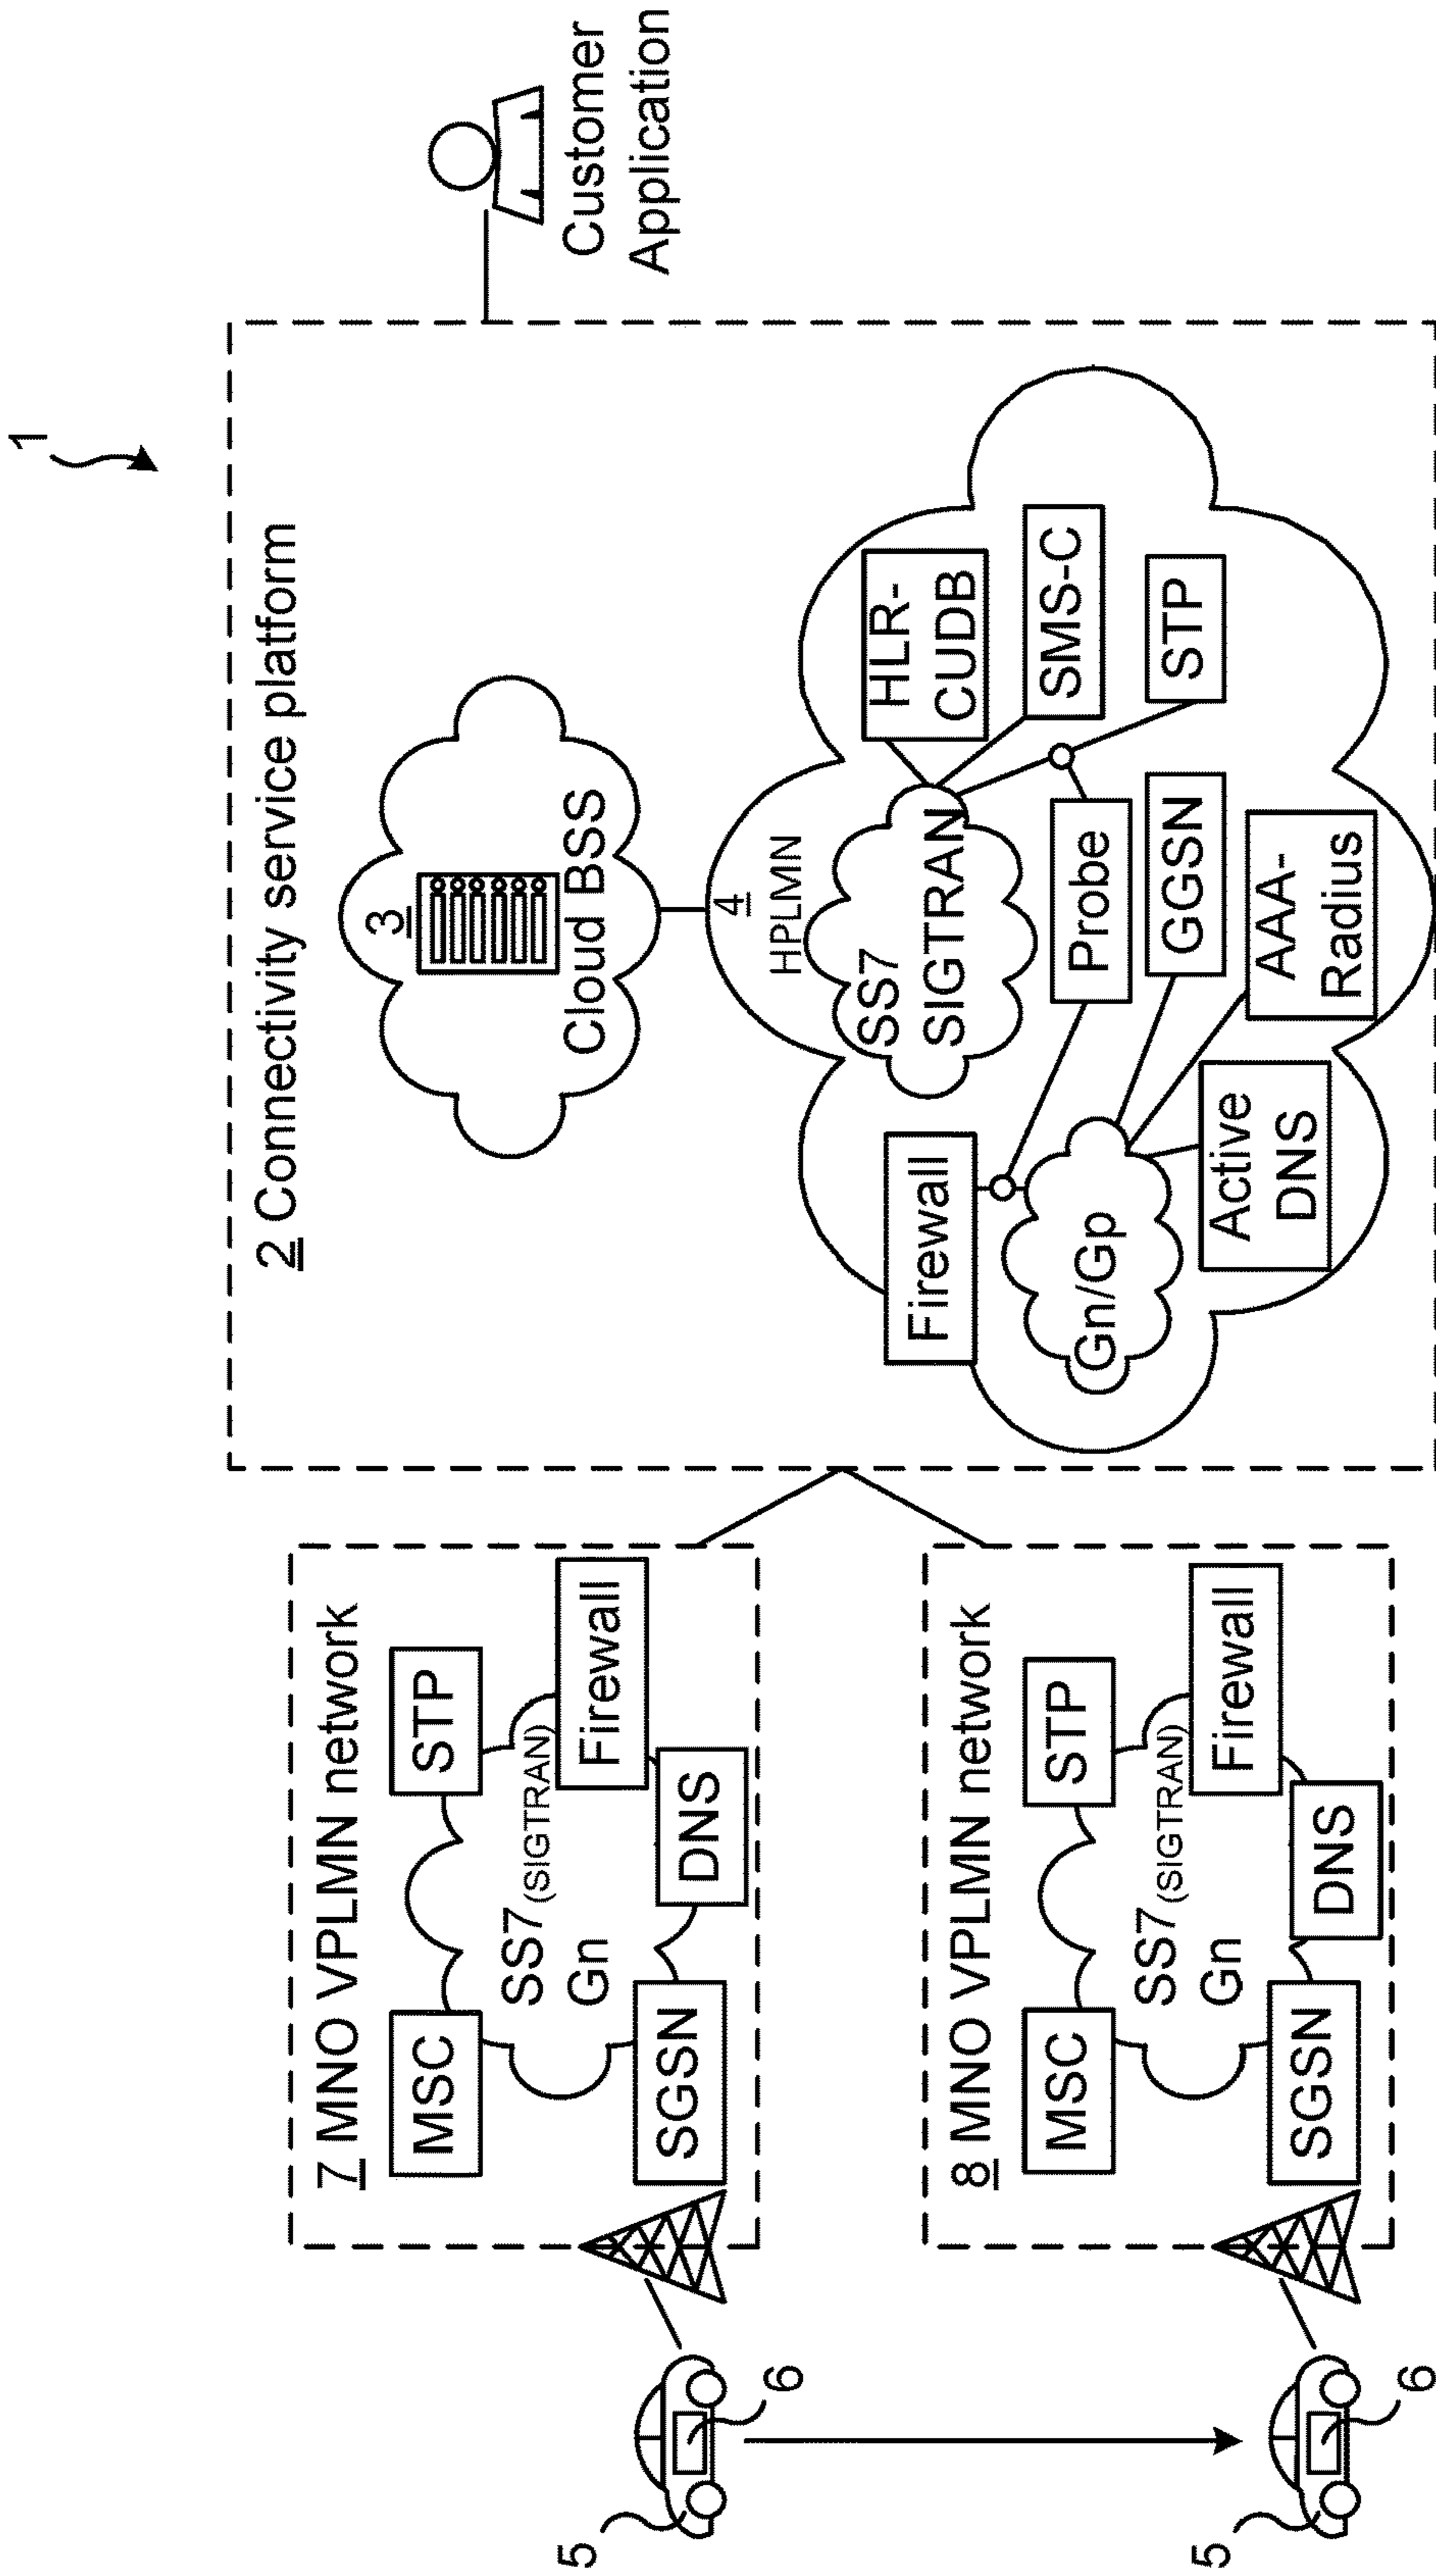 1
2 Connectivity service platform
3
Cloud BSS
4
HPLMN
SS7
SIGTRAN
HLR-
CUDB
SMS-C
STP
Probe
GGSN
AAA-
Radius
Active
DNS
Gn/Gp
Firewall
Customer
Application
7 MNO VPLMN network
MSC
STP
SS7(SIGTRAN)
Gn
Firewall
SGSN
DNS
8 MNO VPLMN network
MSC
STP
SS7(SIGTRAN)
Gn
Firewall
SGSN
DNS
5
6
5
6